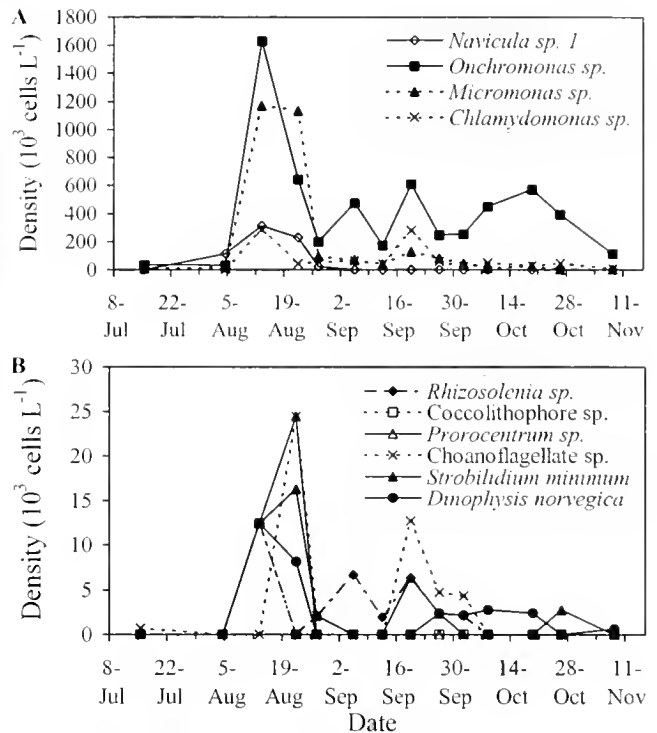 A
Density (10³ cells L⁻¹)
1800
1600
1400
1200
1000
800
600
400
200
0
Navicula sp. 1
Onchromonas sp.
Micromonas sp.
Chlamydomonas sp.
8- 22- 5- 19- 2- 16- 30- 14- 28- 11-
Jul Jul Aug Aug Sep Sep Sep Oct Oct Nov
B
Density (10³ cells L⁻¹)
30
25
20
15
10
5
0
Rhizosolenia sp.
Coccolithophore sp.
Prorocentrum sp.
Choanoflagellate sp.
Strobilidium minimum
Dinophysis norvegica
8- 22- 5- 19- 2- 16- 30- 14- 28- 11-
Jul Jul Aug Aug Sep Sep Sep Oct Oct Nov
Date